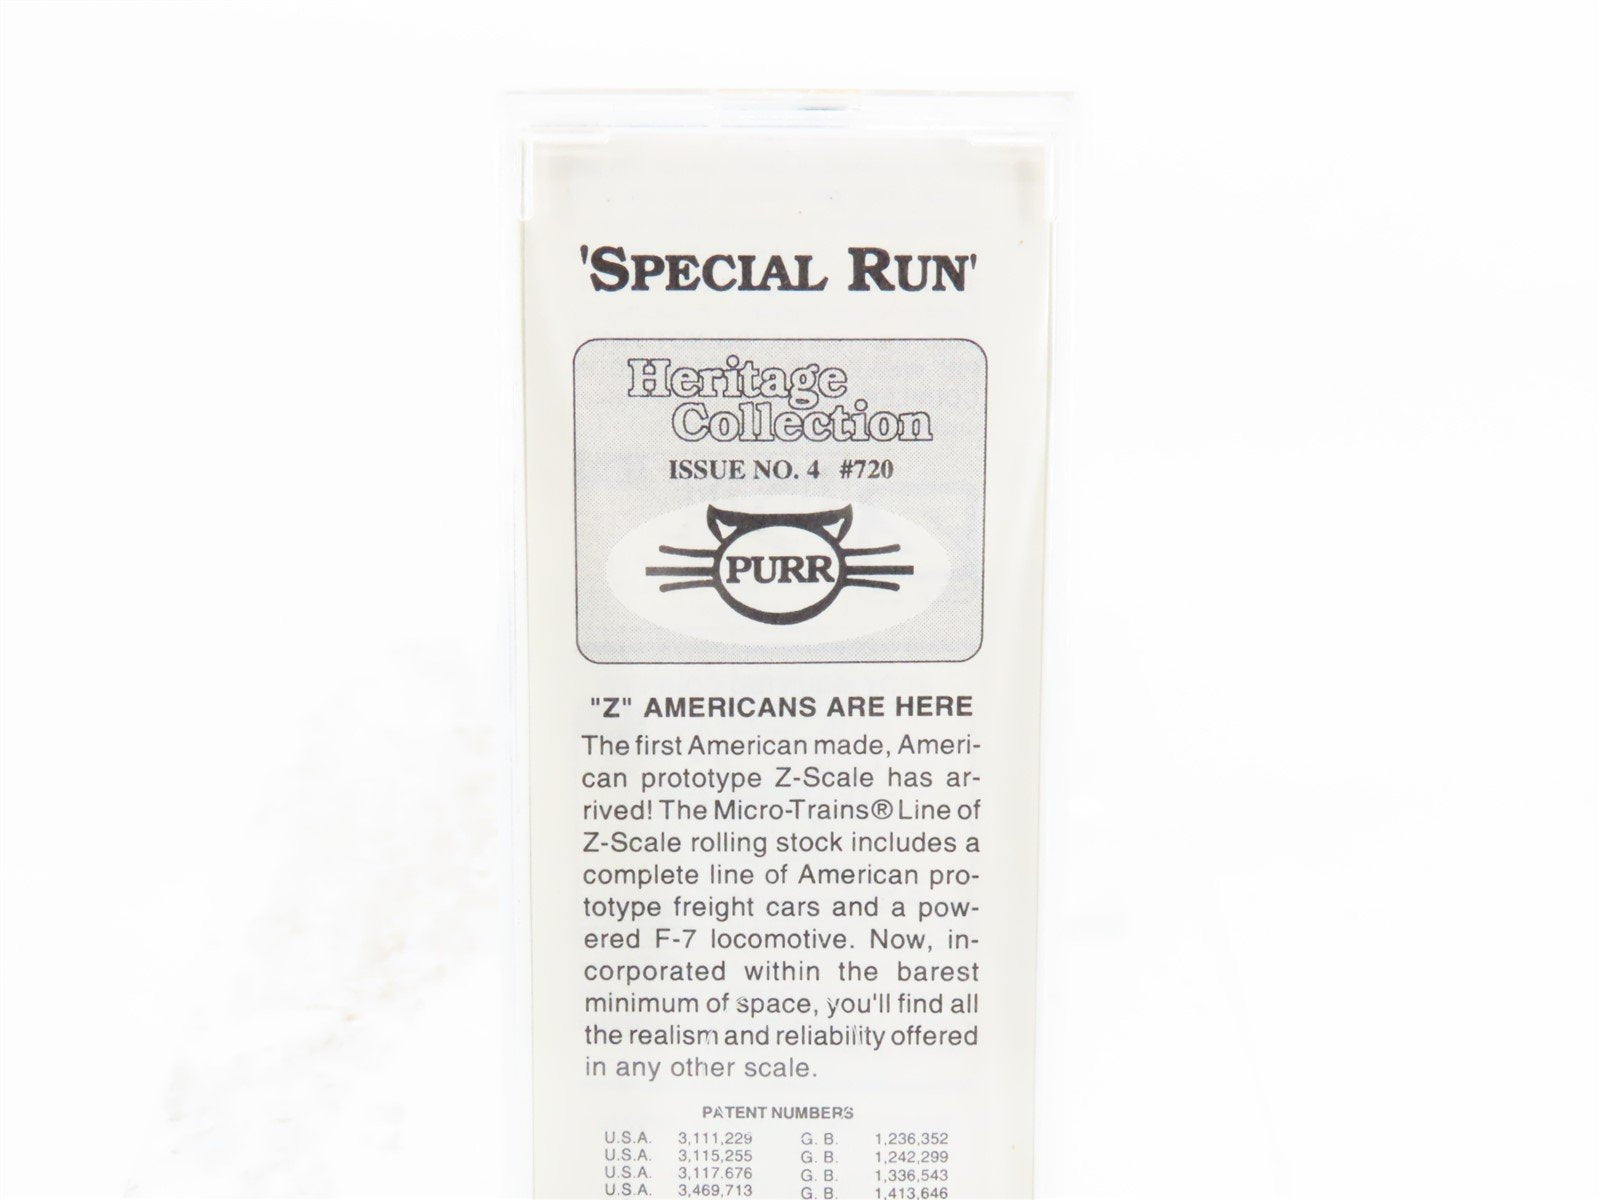 'SPECIAL RUN'
Heritage
Collection
ISSUE NO. 4 #720
PURR
"Z" AMERICANS ARE HERE
The first American made, Ameri-
can prototype Z-Scale has ar-
rived! The Micro-Trains® Line of
Z-Scale rolling stock includes a
complete line of American pro-
totype freight cars and a pow-
ered F-7 locomotive. Now, in-
corporated within the barest
minimum of space, you'll find all
the realism and reliability offered
in any other scale.
PATENT NUMBERS
U.S.A. 3,111,229 G. B. 1,236,352
U.S.A. 3,115,255 G. B. 1,242,299
U.S.A. 3,117.676 G. B. 1,336,543
U.S.A. 3,469,713 G. B. 1,413,646